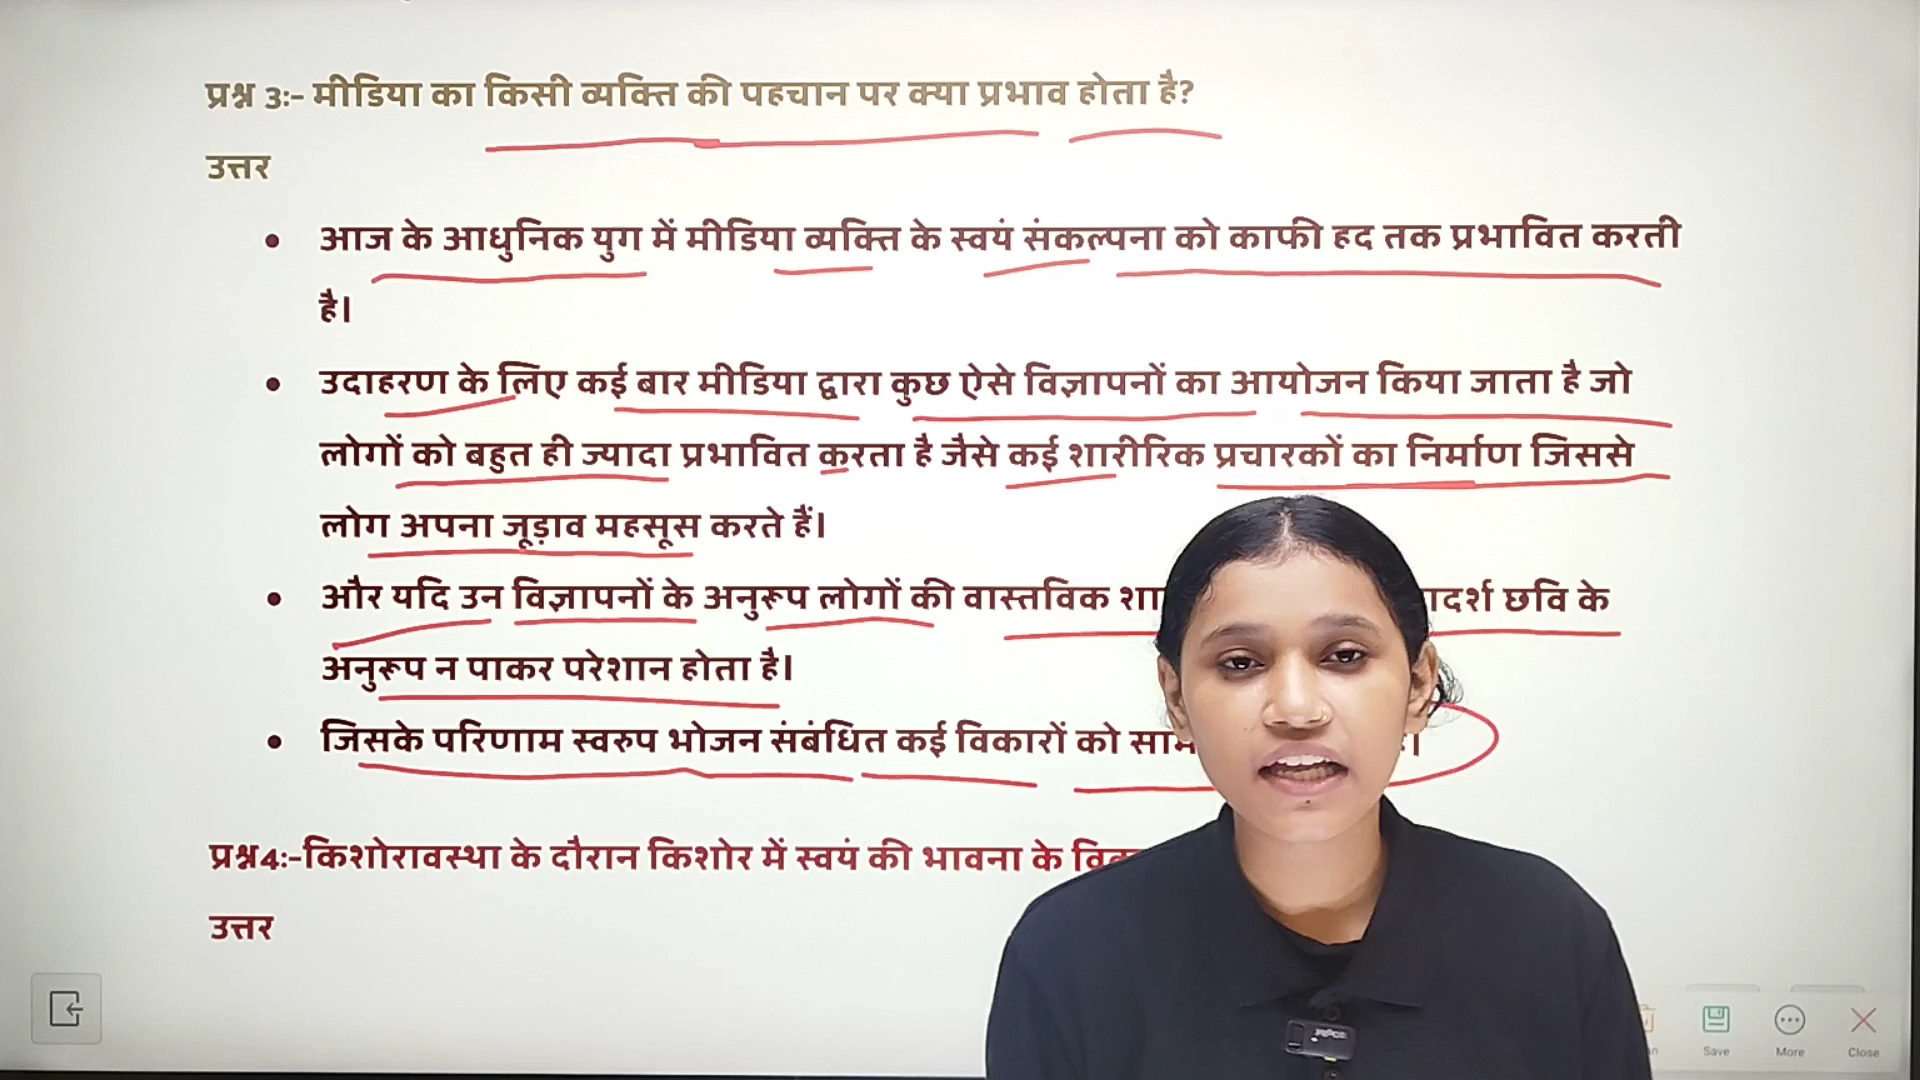 प्रश्न 3:- मीडिया का किसी व्यक्ति की पहचान पर क्या प्रभाव होता है?
उत्तर
• आज के आधुनिक युग में मीडिया व्यक्ति के स्वयं संकल्पना को काफी हद तक प्रभावित करती
है।
• उदाहरण के लिए कई बार मीडिया द्वारा कुछ ऐसे विज्ञापनों का आयोजन किया जाता है जो
लोगों को बहुत ही ज्यादा प्रभावित करता है जैसे कई शारीरिक प्रचारकों का निर्माण जिससे
लोग अपना जूड़ाव महसूस करते हैं।
• और यदि उन विज्ञापनों के अनुरूप लोगों की वास्तविक छवि के
अनुरूप न पाकर परेशान होता है।
• जिसके परिणाम स्वरुप भोजन संबंधित कई विकारों को
प्रश्न4:-किशोरावस्था के दौरान किशोर में स्वयं की भावना के
उत्तर
Save More Close